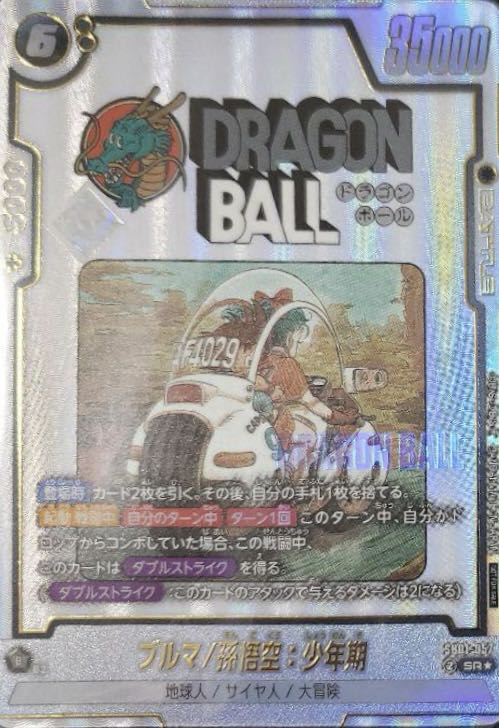 6
35000
DRAGON
BALL
ドラゴン
ボール
5000
BATTLE
1029
DRAGON BALL
登場時 カード2枚を引く。その後、自分の手札1枚を捨てる。
起動 戦闘中 自分のターン中 ターン1回 このターン中、自分がド
ロップからコンボしていた場合、この戦闘中、
このカードは ダブルストライク を得る。
(ダブルストライク:このカードのアタックで与えるダメージは2になる)
ブルマ/孫悟空:少年期
SB01-057
SR★
地球人/サイヤ人/大冒険